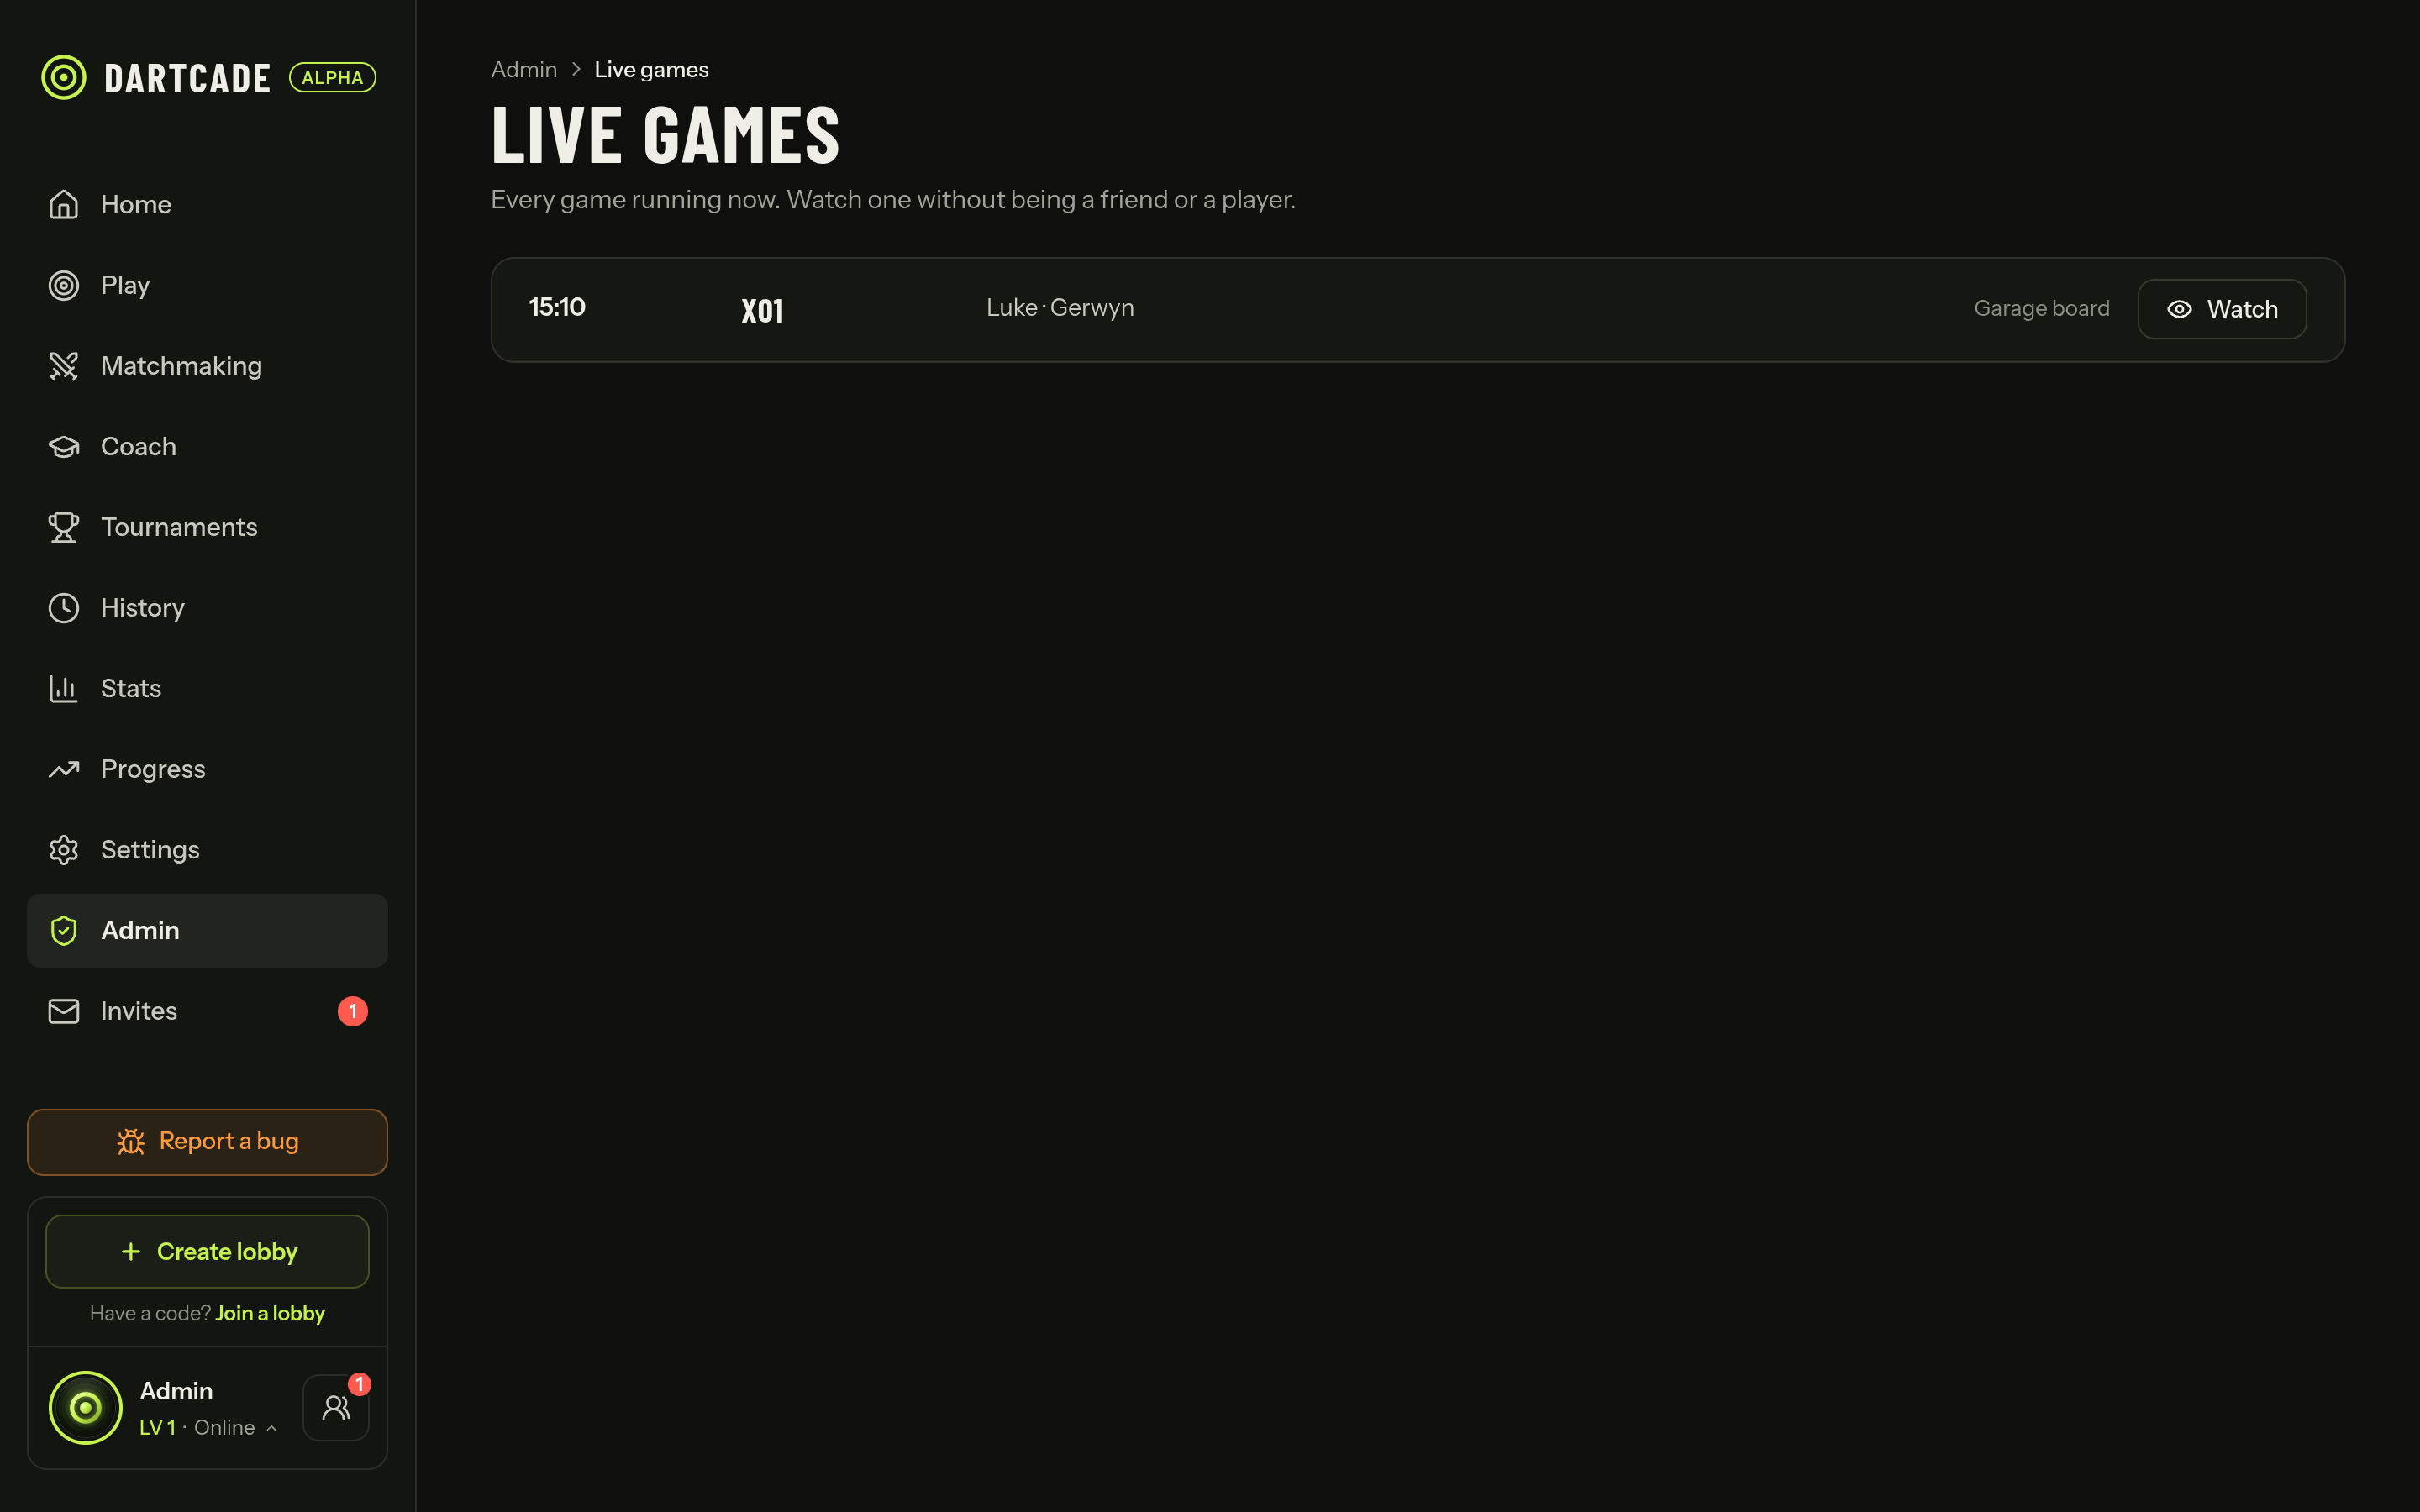 DARTCADE ALPHA
Home
Play
Matchmaking
Coach
Tournaments
History
Stats
Progress
Settings
Admin
Invites 1
Report a bug
Create lobby
Have a code? Join a lobby
Admin
LV 1 · Online
1
Admin > Live games
LIVE GAMES
Every game running now. Watch one without being a friend or a player.
15:10 X01 Luke · Gerwyn Garage board Watch